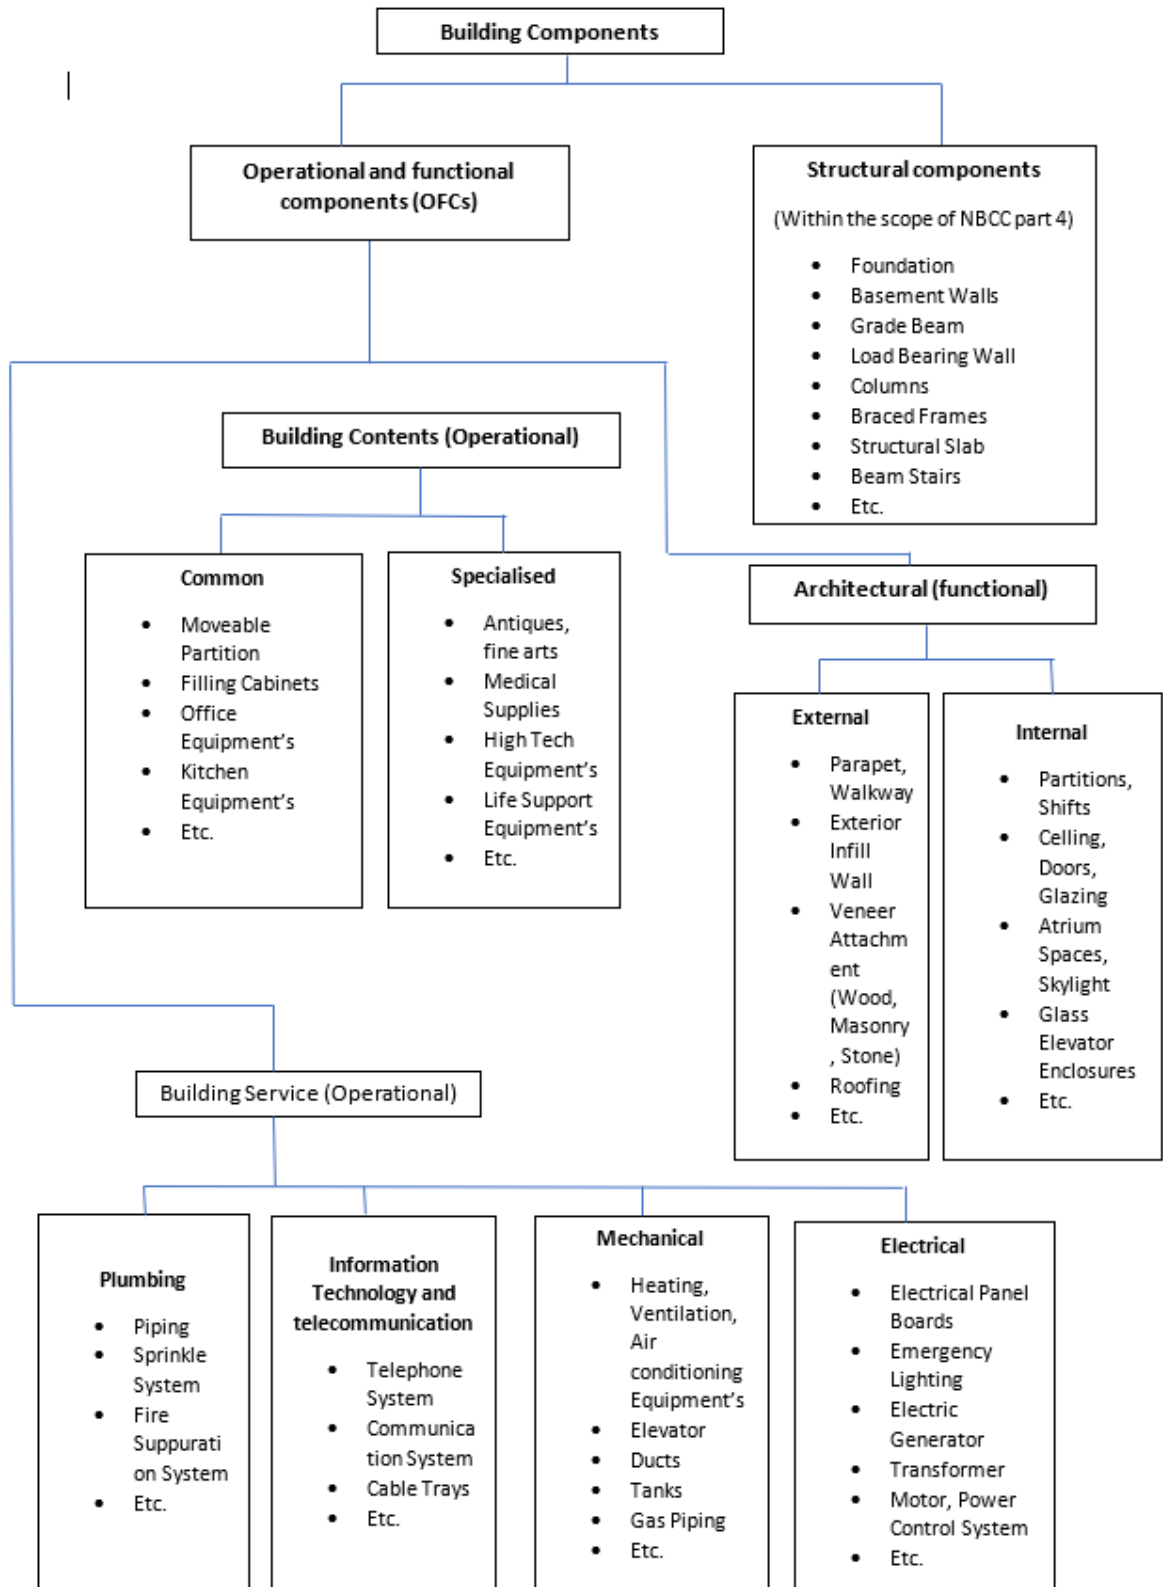 Building Components
Operational and functional
components (OFCs)
Structural components
(Within the scope of NBCC part 4)
• Foundation
• Basement Walls
• Grade Beam
• Load Bearing Wall
• Columns
• Braced Frames
• Structural Slab
• Beam Stairs
• Etc.
Building Contents (Operational)
Common
• Moveable
Partition
• Filling Cabinets
• Office
Equipment's
• Kitchen
Equipment's
• Etc.
Specialised
• Antiques,
fine arts
• Medical
Supplies
• High Tech
Equipment's
• Life Support
Equipment's
• Etc.
Architectural (functional)
External
• Parapet,
Walkway
• Exterior
Infill
Wall
• Veneer
Attachm
ent
(Wood,
Masonry
, Stone)
• Roofing
• Etc.
Internal
• Partitions,
Shifts
• Celling,
Doors,
Glazing
• Atrium
Spaces,
Skylight
• Glass
Elevator
Enclosures
• Etc.
Building Service (Operational)
Plumbing
• Piping
• Sprinkle
System
• Fire
Suppurati
on System
• Etc.
Information
Technology and
telecommunication
• Telephone
System
• Communica
tion System
• Cable Trays
• Etc.
Mechanical
• Heating,
Ventilation,
Air
conditioning
Equipment's
• Elevator
• Ducts
• Tanks
• Gas Piping
• Etc.
Electrical
• Electrical Panel
Boards
• Emergency
Lighting
• Electric
Generator
• Transformer
• Motor, Power
Control System
• Etc.